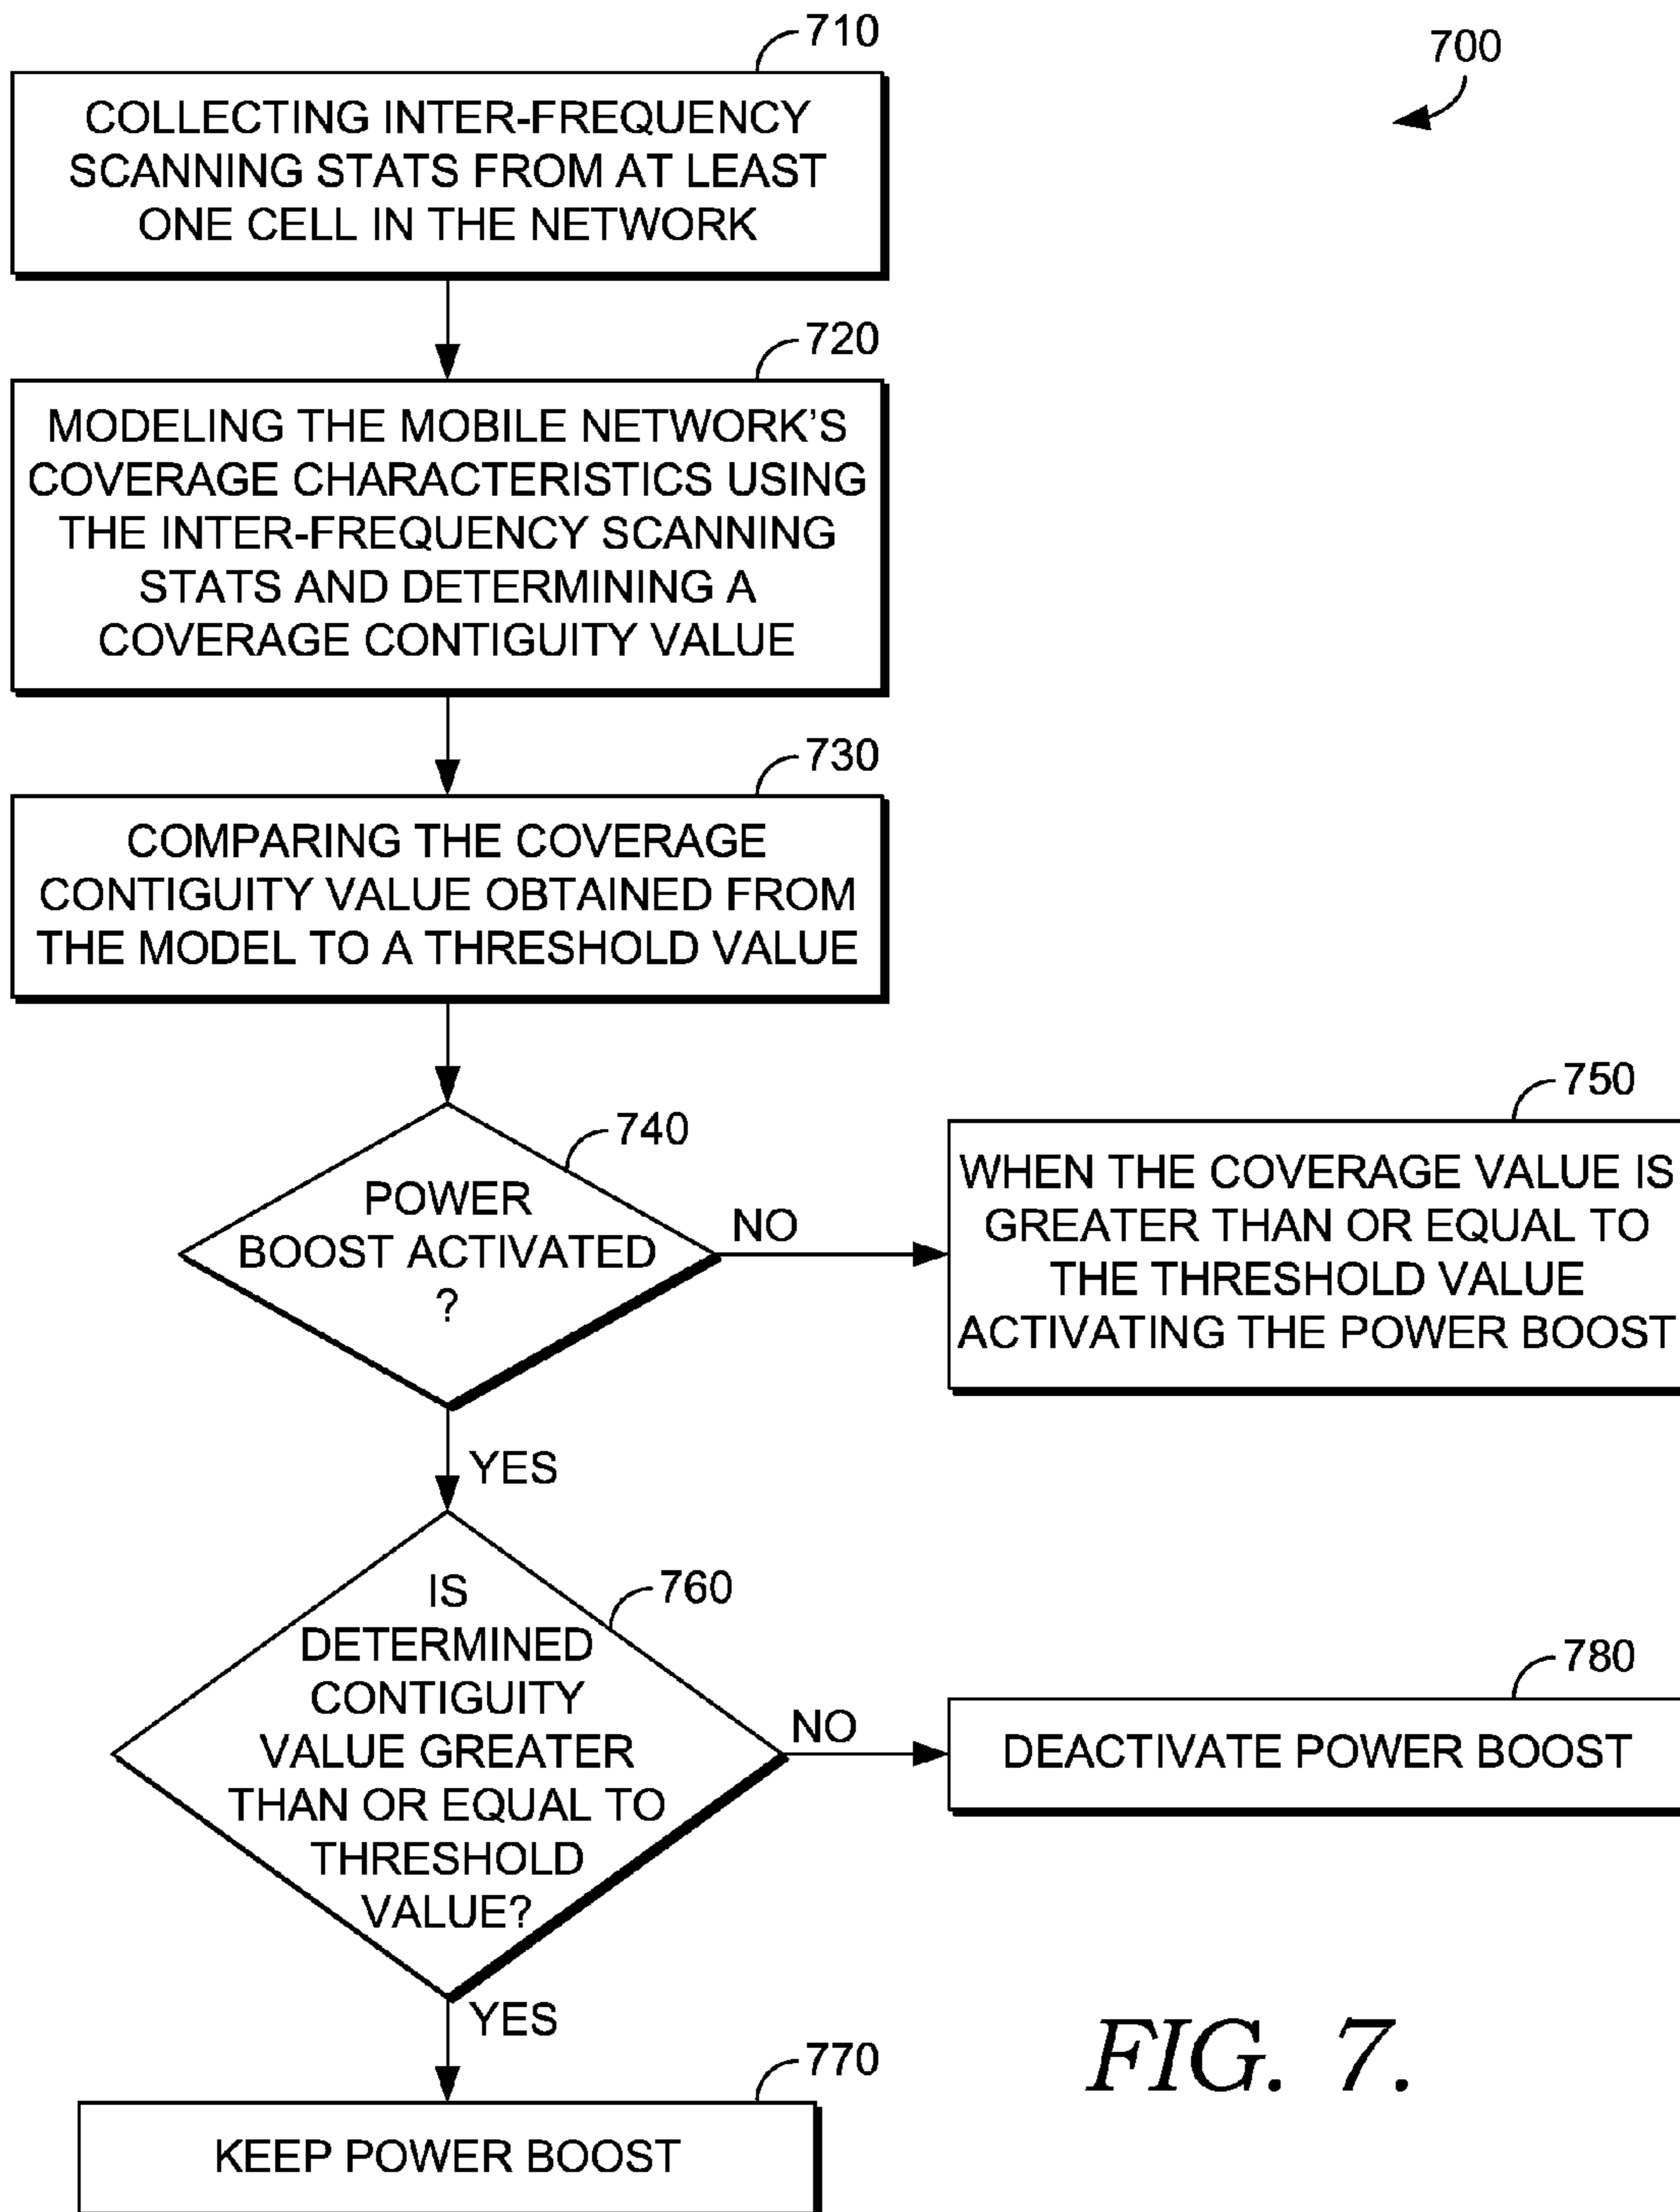 710
700
COLLECTING INTER-FREQUENCY
SCANNING STATS FROM AT LEAST
ONE CELL IN THE NETWORK
720
MODELING THE MOBILE NETWORK'S
COVERAGE CHARACTERISTICS USING
THE INTER-FREQUENCY SCANNING
STATS AND DETERMINING A
COVERAGE CONTIGUITY VALUE
730
COMPARING THE COVERAGE
CONTIGUITY VALUE OBTAINED FROM
THE MODEL TO A THRESHOLD VALUE
740
POWER
BOOST ACTIVATED
?
NO
750
WHEN THE COVERAGE VALUE IS
GREATER THAN OR EQUAL TO
THE THRESHOLD VALUE
ACTIVATING THE POWER BOOST
YES
760
IS
DETERMINED
CONTIGUITY
VALUE GREATER
THAN OR EQUAL TO
THRESHOLD
VALUE?
NO
780
DEACTIVATE POWER BOOST
YES
770
KEEP POWER BOOST
FIG. 7.